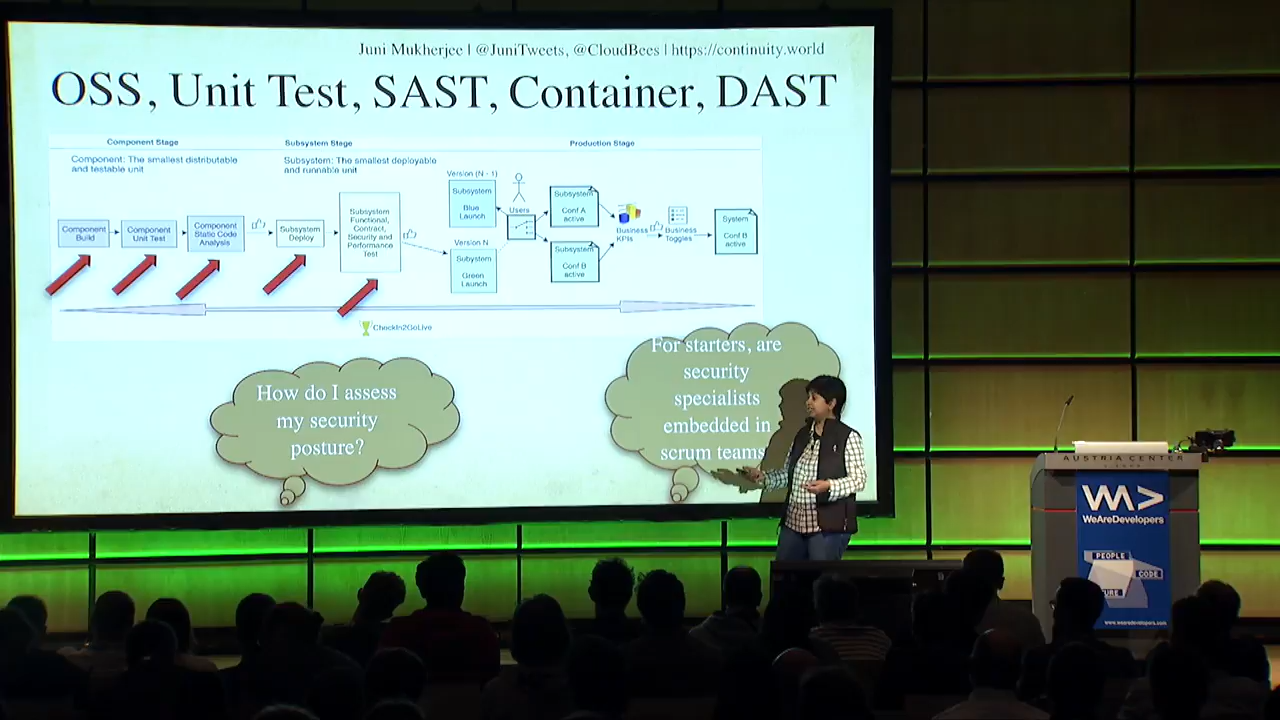 Juni Mukherjee | @JuniTweets, @CloudBees | https://continuity.world
OSS, Unit Test, SAST, Container, DAST
Component Stage
Subsystem Stage
Production Stage
Component: The smallest distributable
and testable unit
Subsystem: The smallest deployable
and runnable unit
Component
Build
Component
Unit Test
Component
Static Code
Analysis
Subsystem
Deploy
Subsystem
Functional,
Contract,
Security and
Performance
Test
Version (N - 1)
Subsystem
Blue
Launch
Version N
Subystem
Green
Launch
Users
Subsystem
Conf A
active
Subsystem
Conf B
active
Business
KPIs
Business
Toggles
System
Conf B
active
CheckIn2GoLive
How do I assess
my security
posture?
For starters, are
security
specialists
embedded in
scrum teams
AUSTRIA CENTER
WeAreDevelopers
PEOPLE
CODE
www.wearedevelopers.com